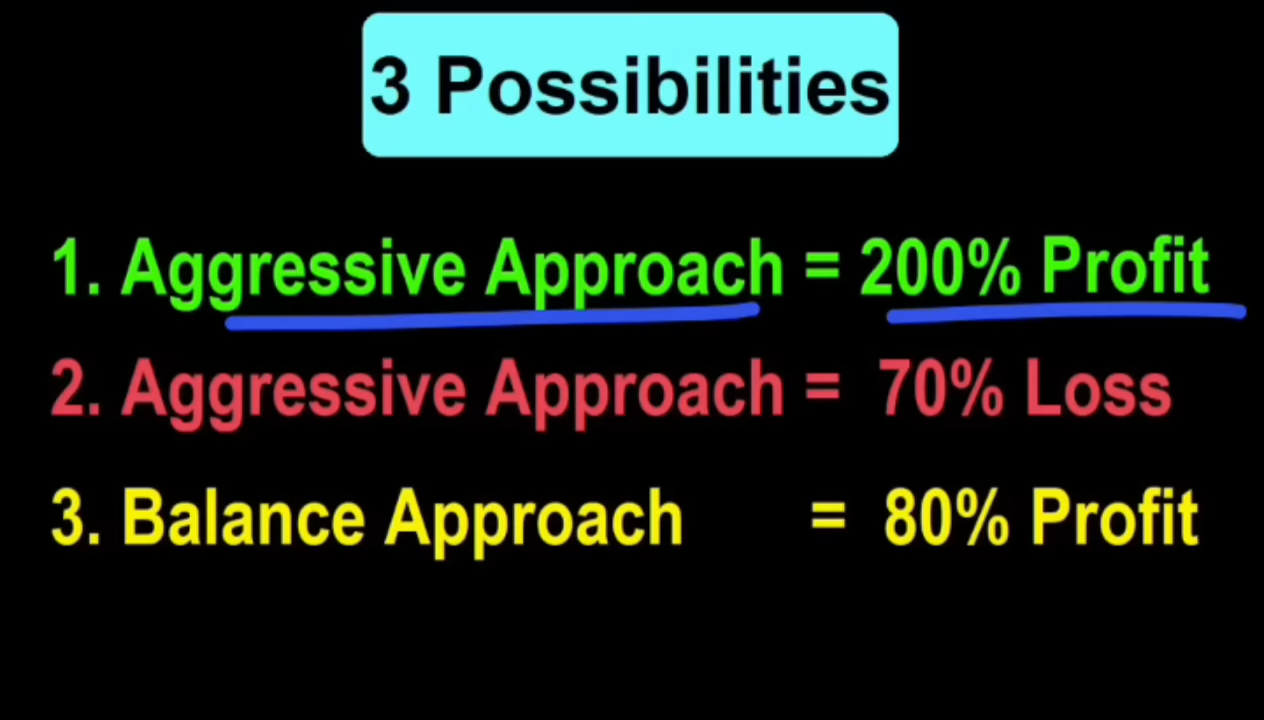 3 Possibilities
1. Aggressive Approach = 200% Profit
2. Aggressive Approach = 70% Loss
3. Balance Approach = 80% Profit